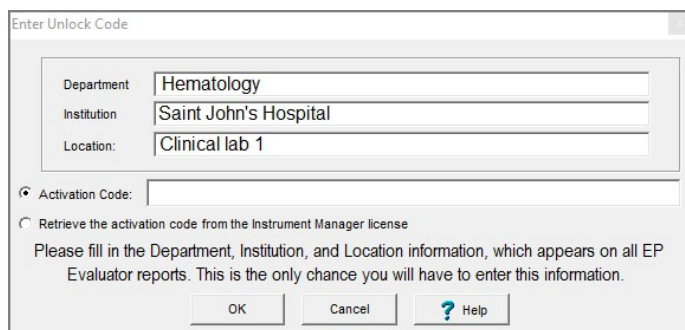 Enter Unlock Code
Department Hematology
Institution Saint John's Hospital
Location: Clinical lab 1
Activation Code:
Retrieve the activation code from the Instrument Manager license
Please fill in the Department, Institution, and Location information, which appears on all EP
Evaluator reports. This is the only chance you will have to enter this information.
OK Cancel ? Help